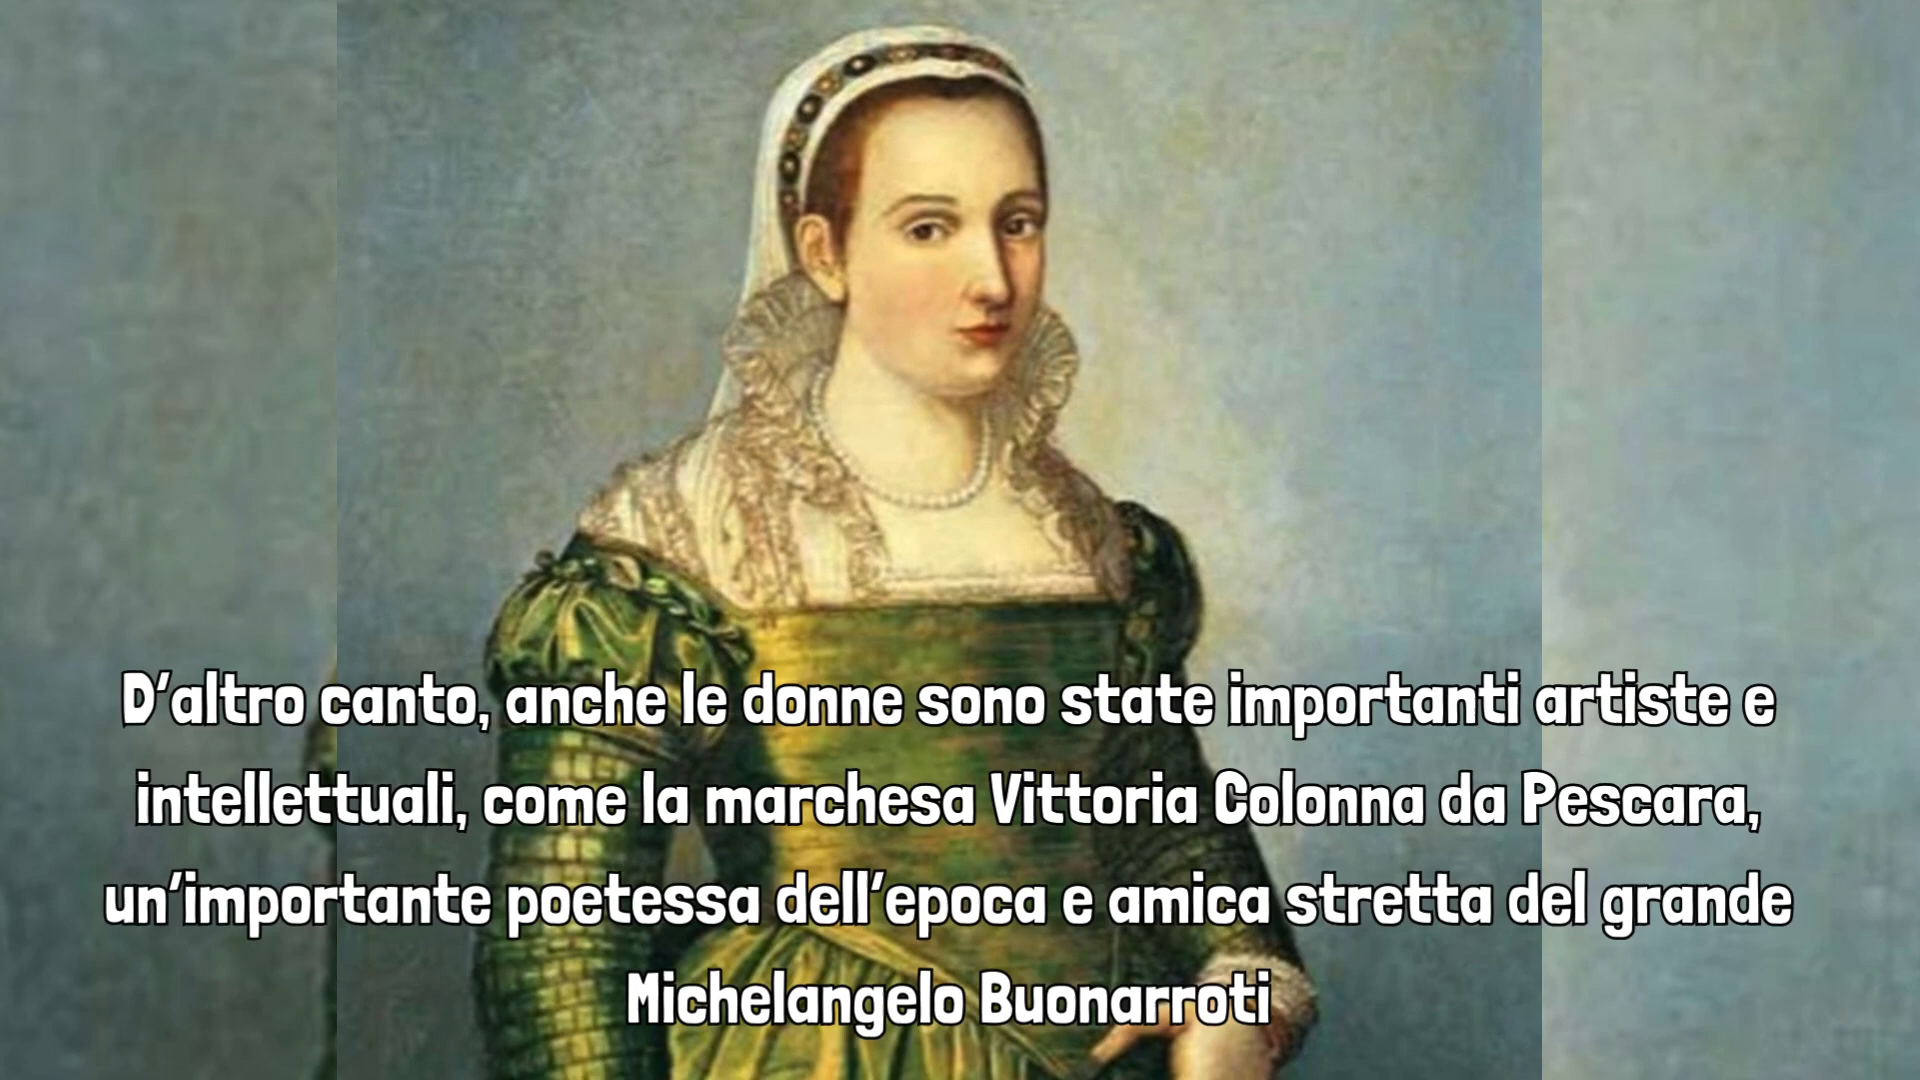 D'altro canto, anche le donne sono state importanti artiste e
intellettuali, come la marchesa Vittoria Colonna da Pescara,
un'importante poetessa dell'epoca e amica stretta del grande
Michelangelo Buonarroti